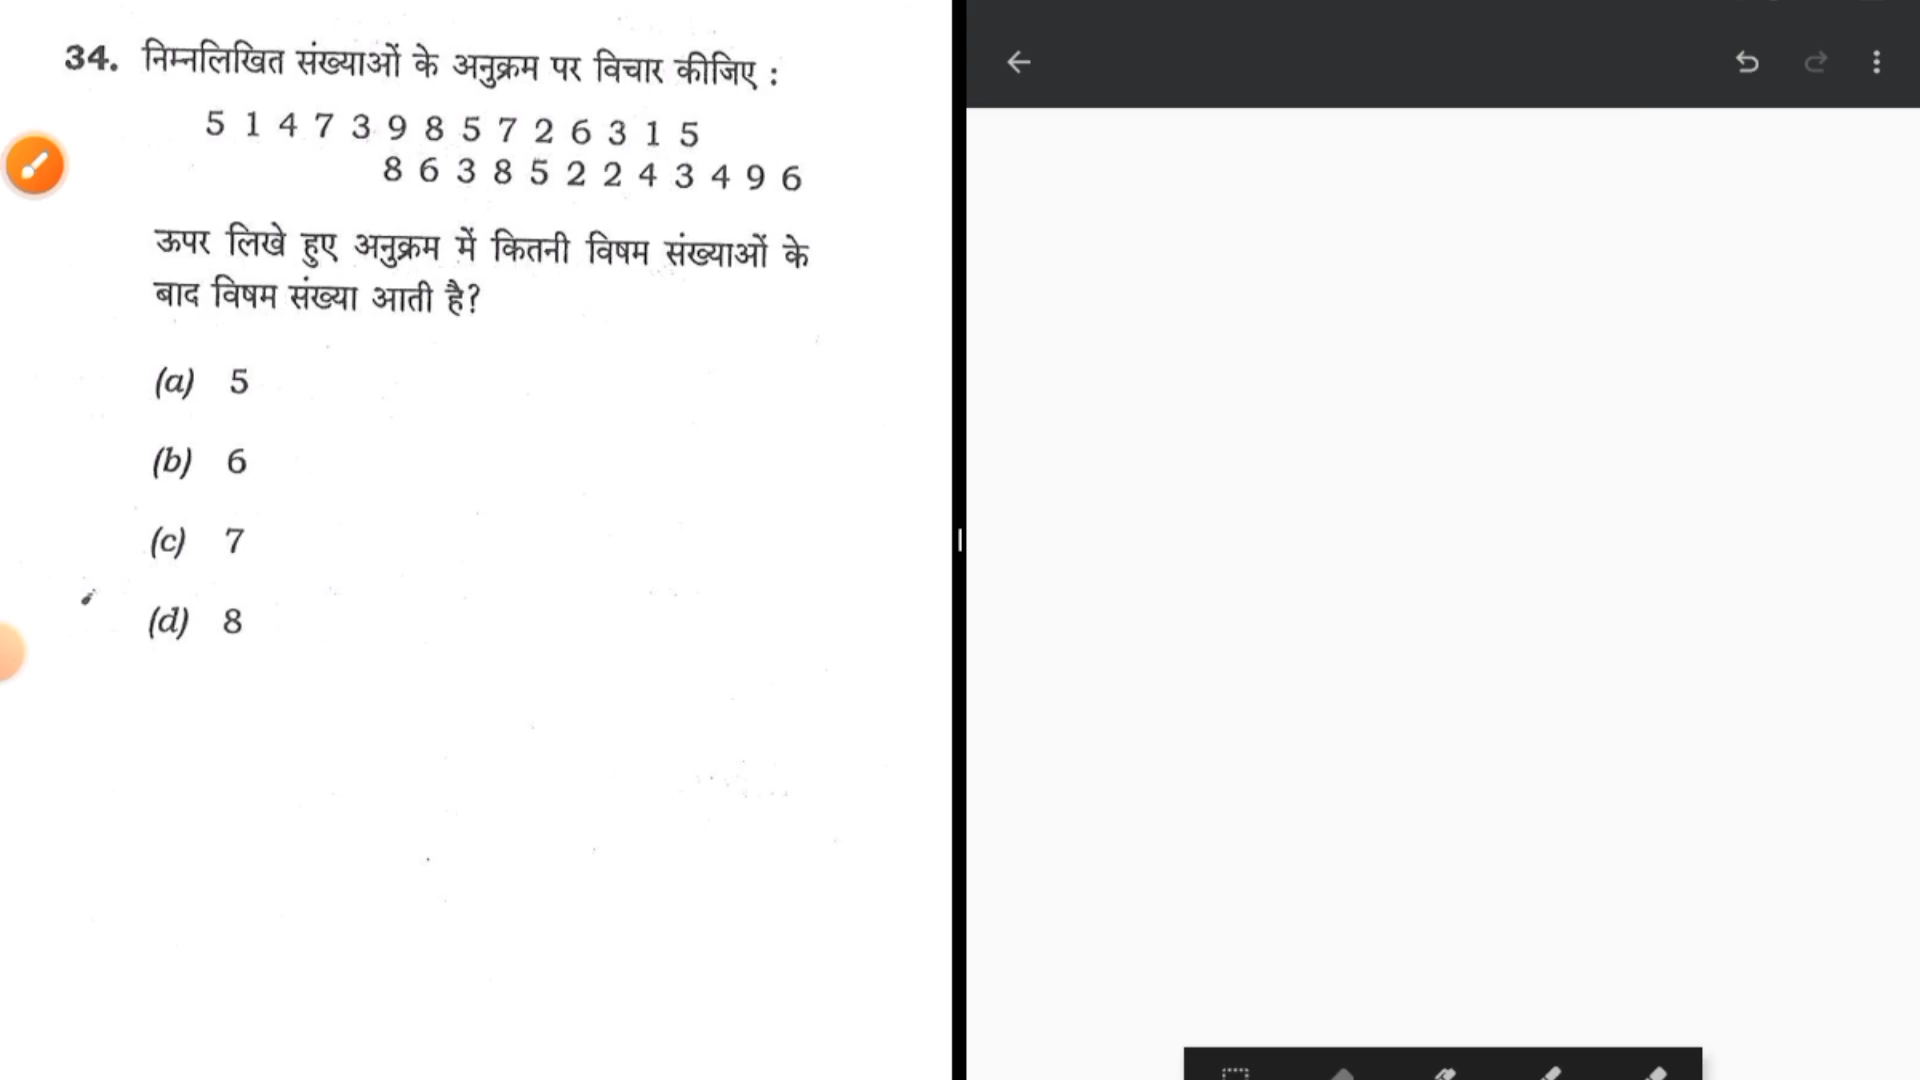 34. निम्नलिखित संख्याओं के अनुक्रम पर विचार कीजिए :
5 1 4 7 3 9 8 5 7 2 6 3 1 5
8 6 3 8 5 2 2 4 3 4 9 6
ऊपर लिखे हुए अनुक्रम में कितनी विषम संख्याओं के
बाद विषम संख्या आती है?
(a) 5
(b) 6
(c) 7
(d) 8